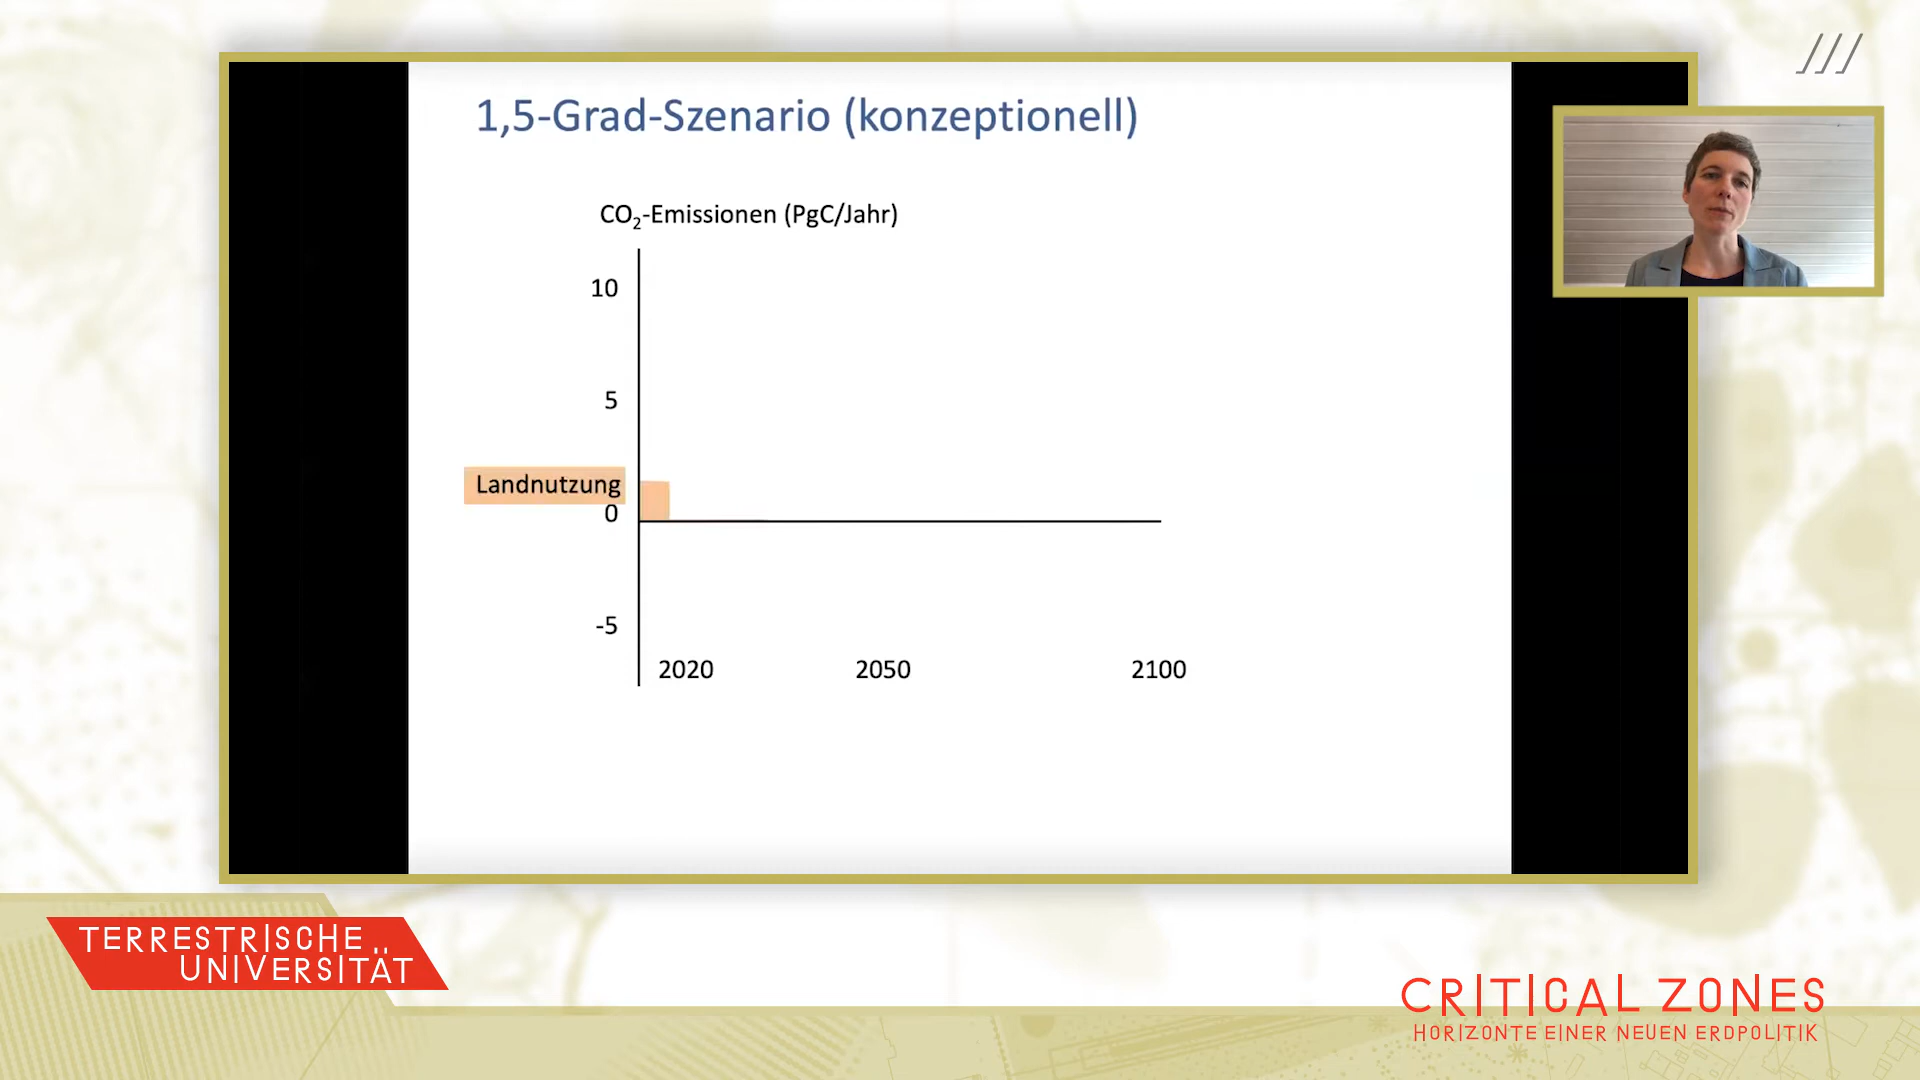 1,5-Grad-Szenario (konzeptionell)
CO₂-Emissionen (PgC/Jahr)
10
5
Landnutzung
0
-5
2020 2050 2100
TERRESTRISCHE
UNIVERSITÄT
CRITICAL ZONES
HORIZONTE EINER NEUEN ERDPOLITIK